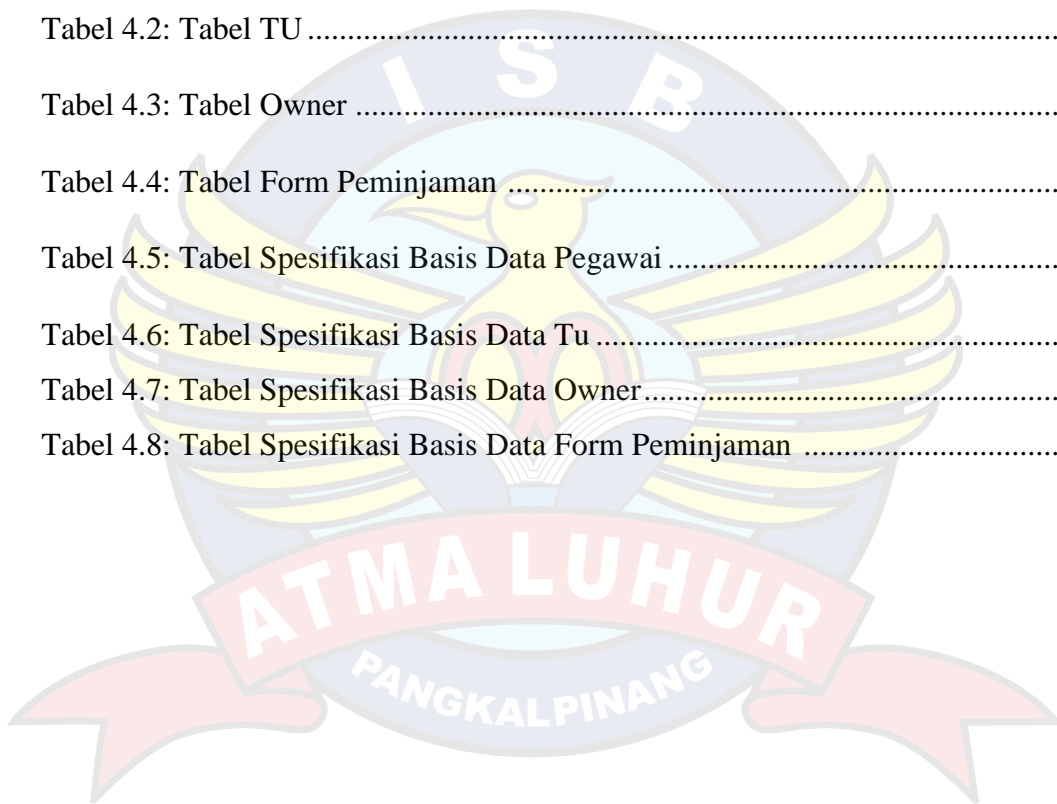 Tabel 4.2: Tabel TU ........................................................................................................
Tabel 4.3: Tabel Owner ..................................................................................................
Tabel 4.4: Tabel Form Peminjaman ................................................................................
Tabel 4.5: Tabel Spesifikasi Basis Data Pegawai ............................................................
Tabel 4.6: Tabel Spesifikasi Basis Data Tu .....................................................................
Tabel 4.7: Tabel Spesifikasi Basis Data Owner...............................................................
Tabel 4.8: Tabel Spesifikasi Basis Data Form Peminjaman ................................
I S B
ATMA LUHUR
PANGKALPINANG